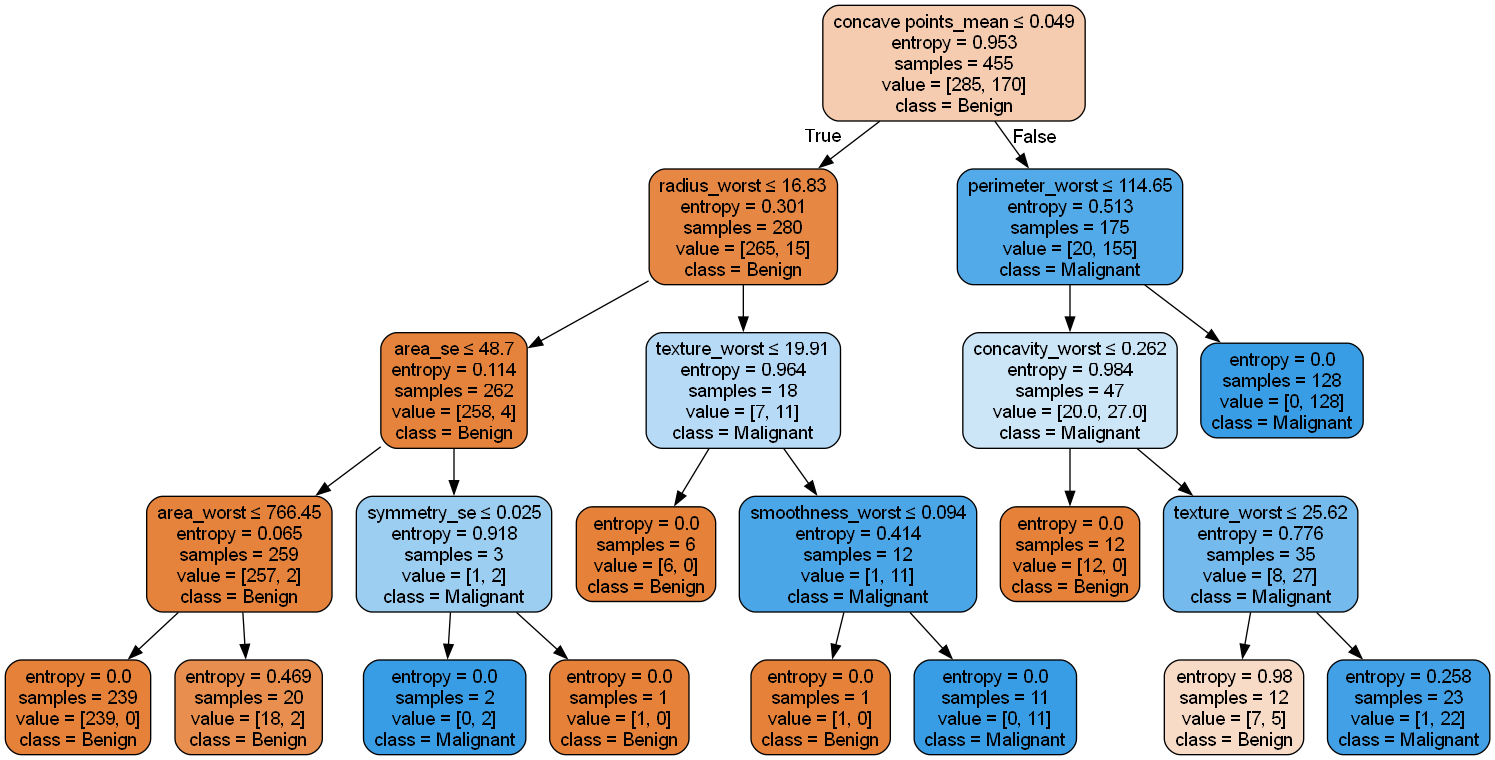 concave points_mean ≤ 0.049
entropy = 0.953
samples = 455
value = [285, 170]
class = Benign
True
False
radius_worst ≤ 16.83
entropy = 0.301
samples = 280
value = [265, 15]
class = Benign
perimeter_worst ≤ 114.65
entropy = 0.513
samples = 175
value = [20, 155]
class = Malignant
area_se ≤ 48.7
entropy = 0.114
samples = 262
value = [258, 4]
class = Benign
texture_worst ≤ 19.91
entropy = 0.964
samples = 18
value = [7, 11]
class = Malignant
concavity_worst ≤ 0.262
entropy = 0.984
samples = 47
value = [20.0, 27.0]
class = Malignant
entropy = 0.0
samples = 128
value = [0, 128]
class = Malignant
area_worst ≤ 766.45
entropy = 0.065
samples = 259
value = [257, 2]
class = Benign
symmetry_se ≤ 0.025
entropy = 0.918
samples = 3
value = [1, 2]
class = Malignant
entropy = 0.0
samples = 6
value = [6, 0]
class = Benign
smoothness_worst ≤ 0.094
entropy = 0.414
samples = 12
value = [1, 11]
class = Malignant
entropy = 0.0
samples = 12
value = [12, 0]
class = Benign
texture_worst ≤ 25.62
entropy = 0.776
samples = 35
value = [8, 27]
class = Malignant
entropy = 0.0
samples = 239
value = [239, 0]
class = Benign
entropy = 0.469
samples = 20
value = [18, 2]
class = Benign
entropy = 0.0
samples = 2
value = [0, 2]
class = Malignant
entropy = 0.0
samples = 1
value = [1, 0]
class = Benign
entropy = 0.0
samples = 1
value = [1, 0]
class = Benign
entropy = 0.0
samples = 11
value = [0, 11]
class = Malignant
entropy = 0.98
samples = 12
value = [7, 5]
class = Benign
entropy = 0.258
samples = 23
value = [1, 22]
class = Malignant